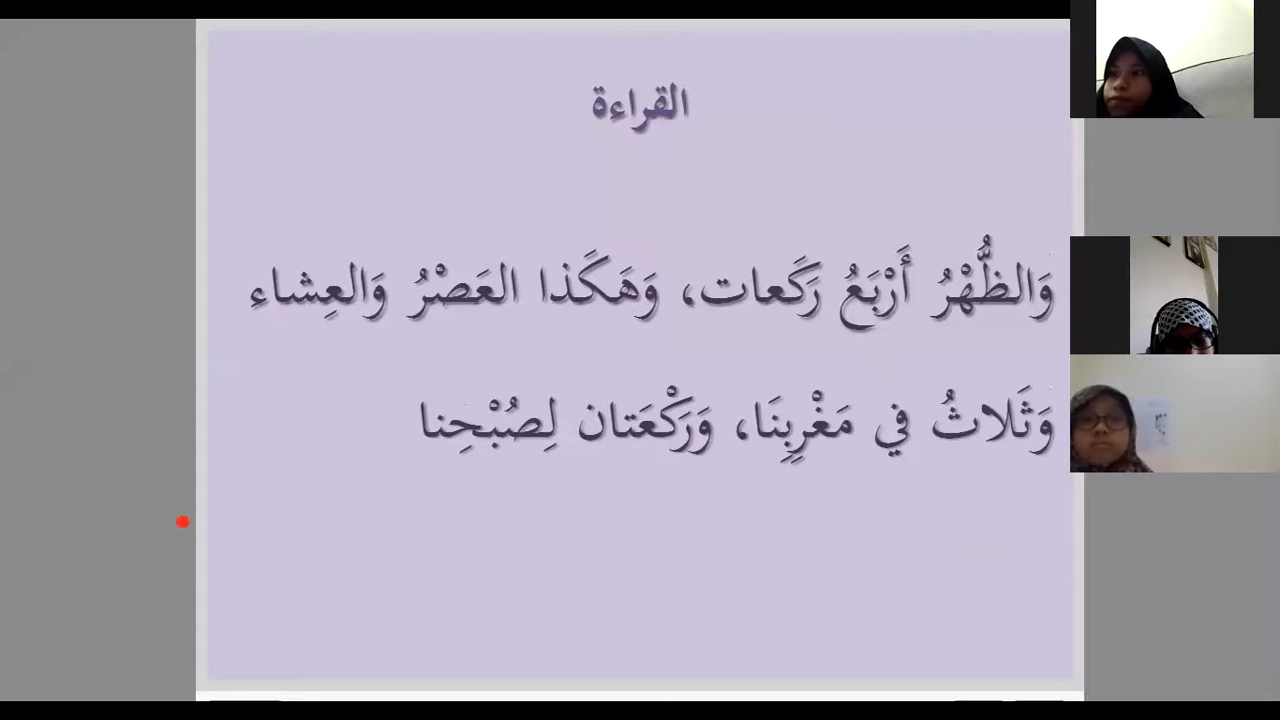 القراءة
وَالظُّهْرُ أَرْبَعُ رَكَعات، وَهَكَذا العَصْرُ وَالعِشاء
وَثَلاثُ في مَغْرِبِنَا، وَرَكْعَتان لِصُبْحِنا